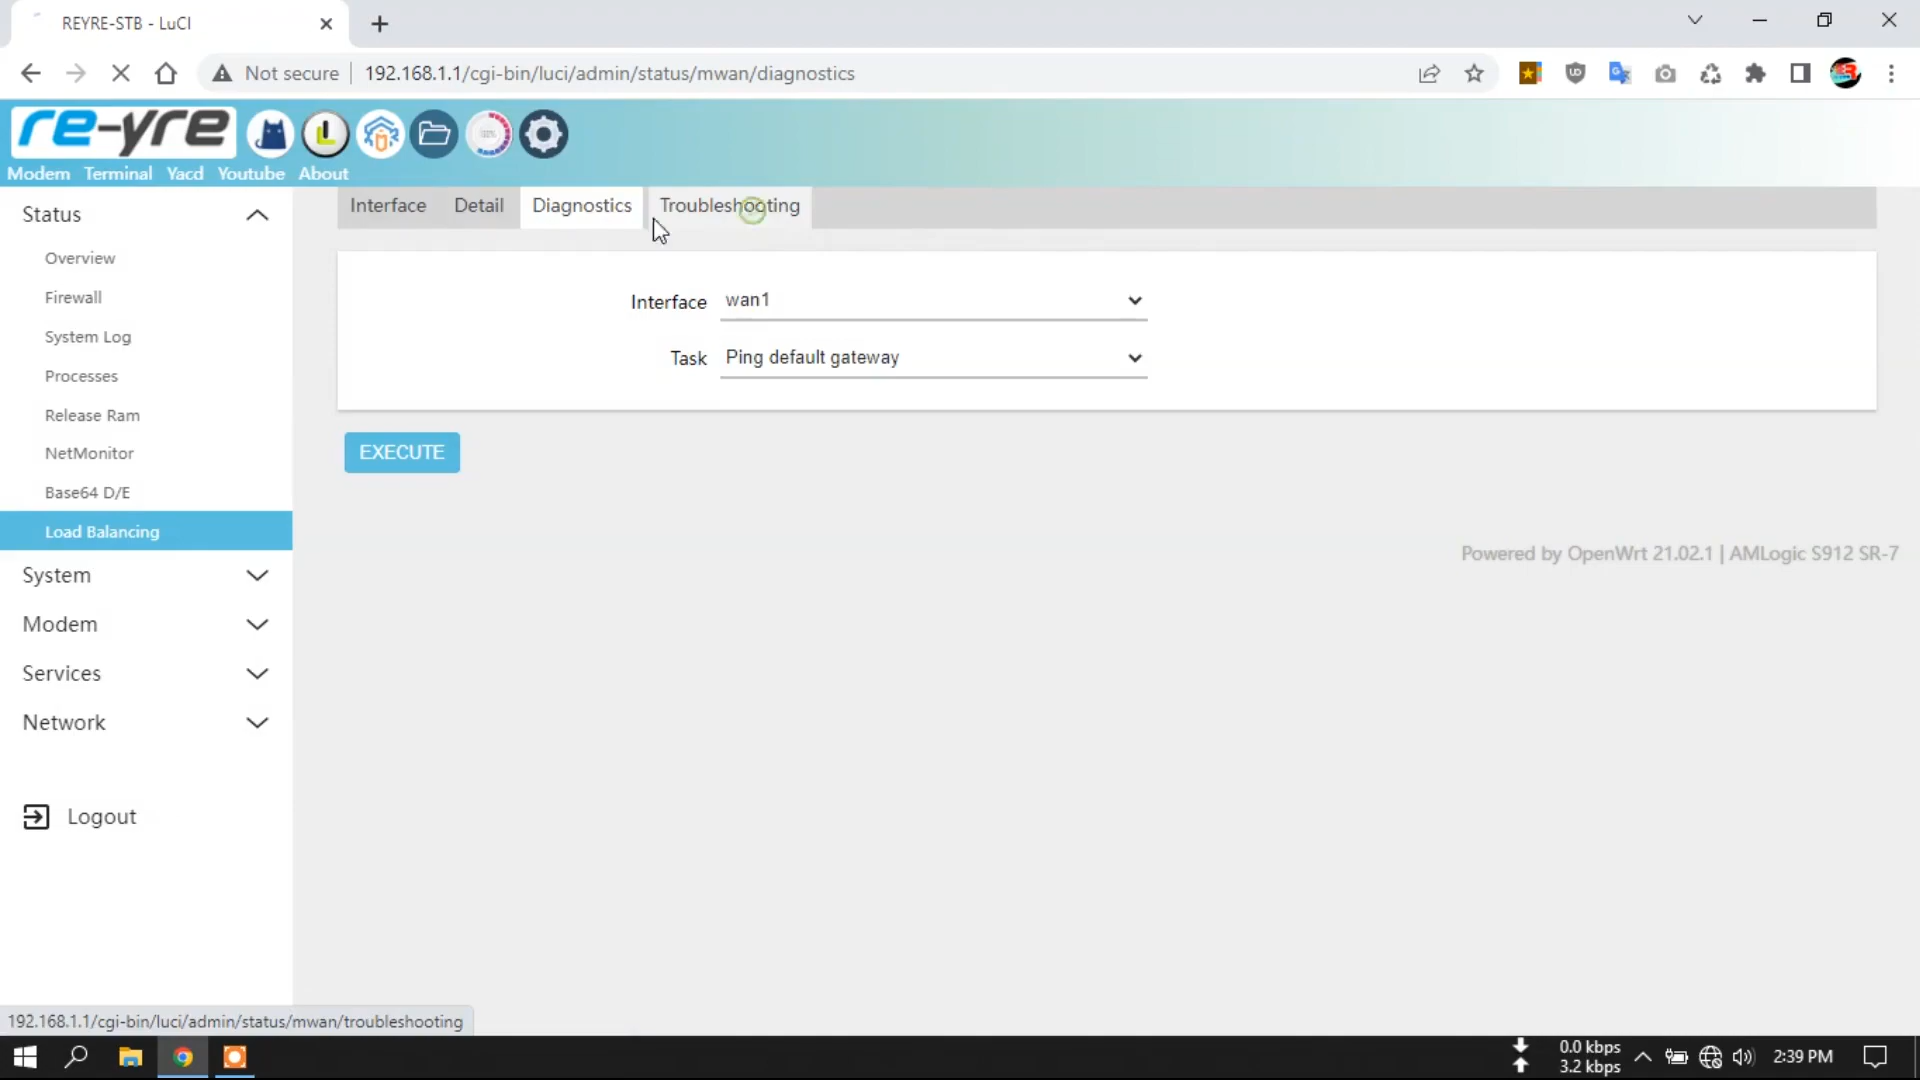 REYRE-STB - LuCI
Not secure
192.168.1.1/cgi-bin/luci/admin/status/mwan/diagnostics
re-yre
Modem Terminal Yacd Youtube About
Status
Overview
Firewall
System Log
Processes
Release Ram
NetMonitor
Base64 D/E
Load Balancing
System
Modem
Services
Network
Logout
Interface Detail Diagnostics Troubleshooting
Interface wan1
Task Ping default gateway
EXECUTE
Powered by OpenWrt 21.02.1 | AMLogic S912 SR-7
192.168.1.1/cgi-bin/luci/admin/status/mwan/troubleshooting
0.0 kbps
3.2 kbps
2:39 PM